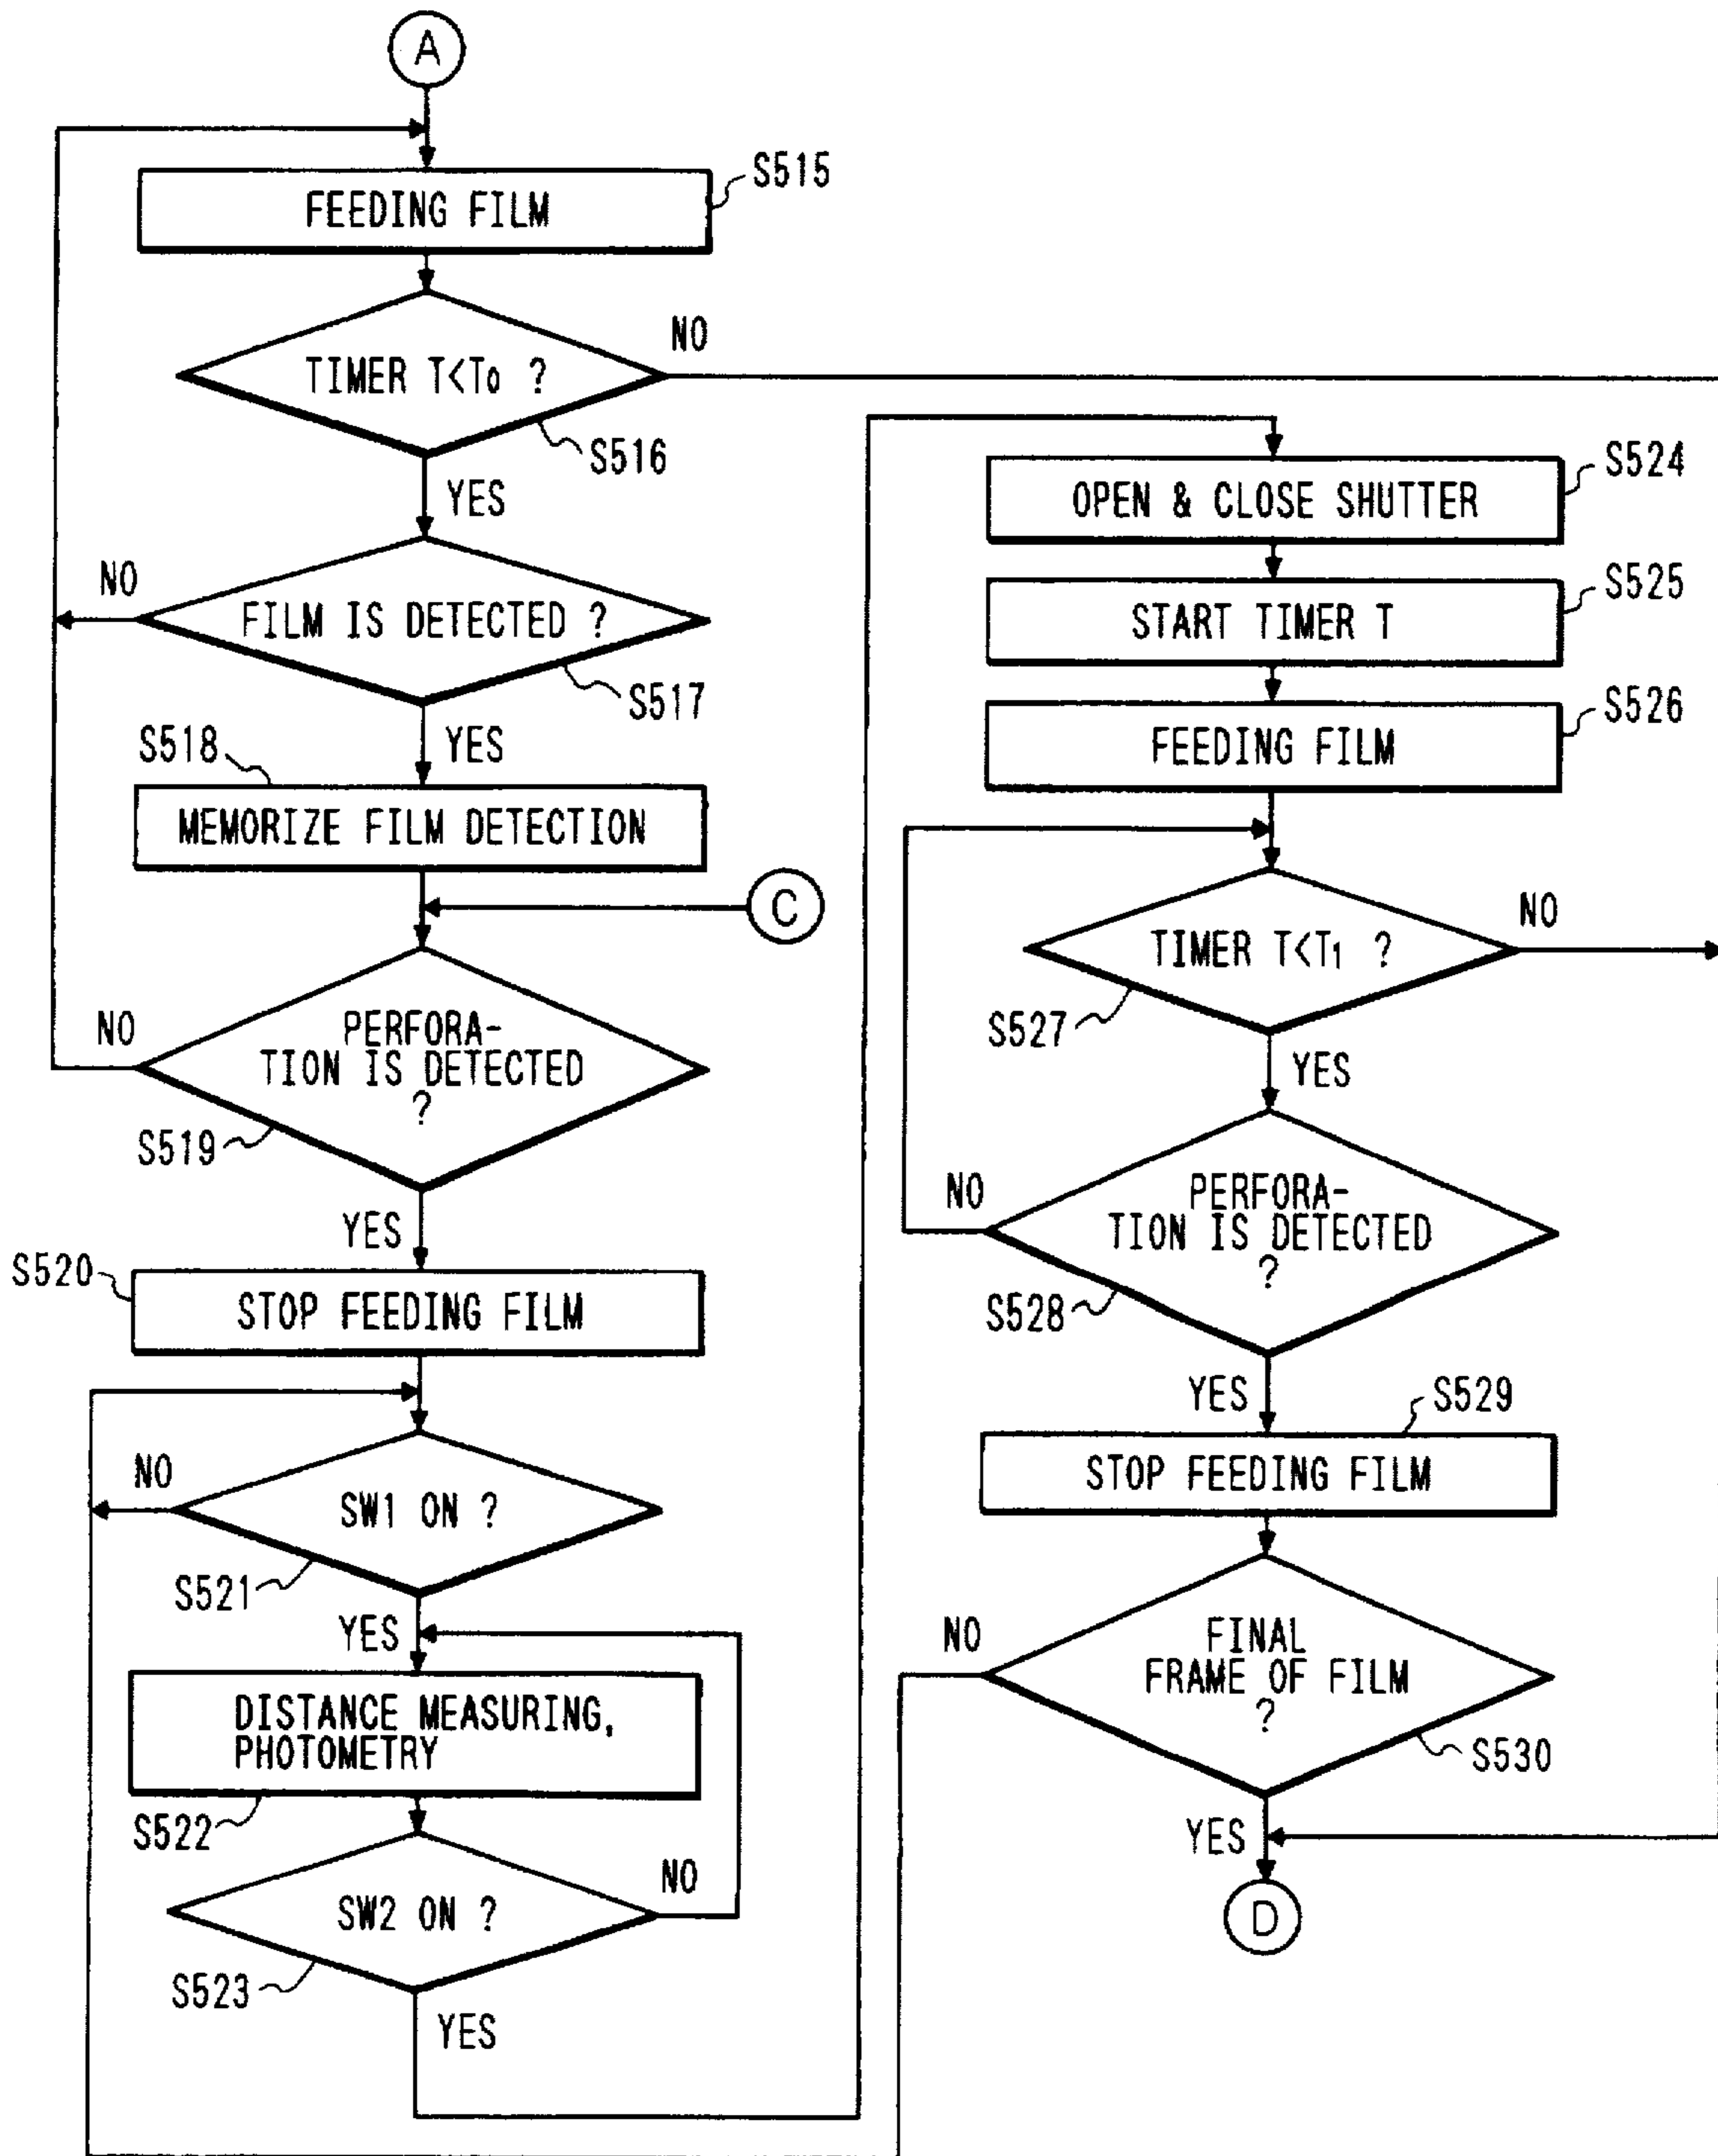 A
FEEDING FILM
S515
TIMER T<T0 ?
NO
S516
YES
FILM IS DETECTED ?
NO
S517
YES
S518
MEMORIZE FILM DETECTION
C
PERFORA-
TION IS DETECTED
?
NO
S519
YES
S520
STOP FEEDING FILM
SW1 ON ?
NO
S521
YES
DISTANCE MEASURING,
PHOTOMETRY
S522
SW2 ON ?
NO
S523
YES
OPEN & CLOSE SHUTTER
S524
START TIMER T
S525
FEEDING FILM
S526
TIMER T<T1 ?
NO
S527
YES
PERFORA-
TION IS DETECTED
?
NO
S528
YES
S529
STOP FEEDING FILM
FINAL
FRAME OF FILM
?
NO
S530
YES
D